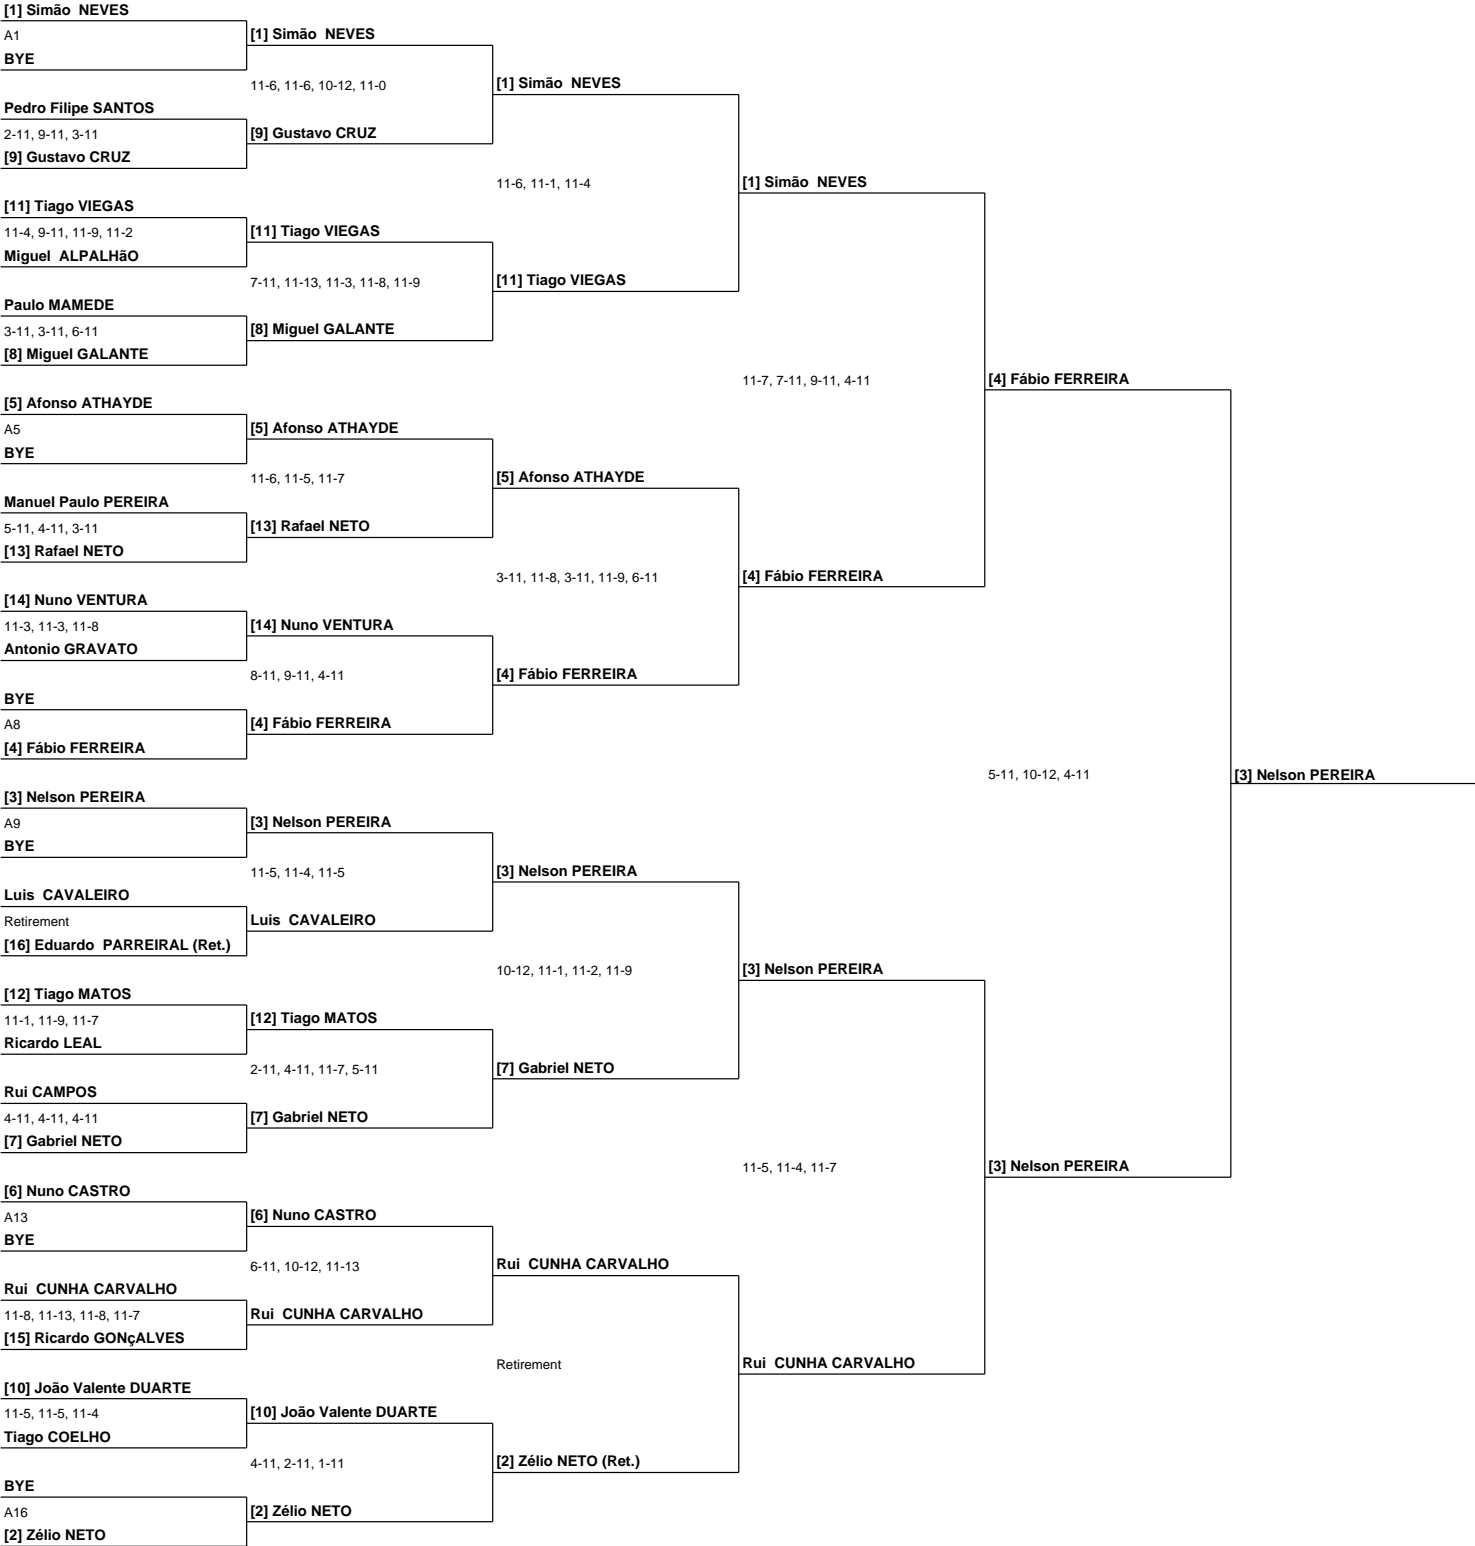 [1] Simão  NEVES
A1
BYE
Pedro Filipe SANTOS
2-11, 9-11, 3-11
[9] Gustavo CRUZ
[11] Tiago VIEGAS
11-4, 9-11, 11-9, 11-2
Miguel  ALPALHãO
Paulo MAMEDE
3-11, 3-11, 6-11
[8] Miguel GALANTE
[5] Afonso ATHAYDE
A5
BYE
Manuel Paulo PEREIRA
5-11, 4-11, 3-11
[13] Rafael NETO
[14] Nuno VENTURA
11-3, 11-3, 11-8
Antonio GRAVATO
BYE
A8
[4] Fábio FERREIRA
[3] Nelson PEREIRA
A9
BYE
Luis  CAVALEIRO
Retirement
[16] Eduardo  PARREIRAL (Ret.)
[12] Tiago MATOS
11-1, 11-9, 11-7
Ricardo LEAL
Rui CAMPOS
4-11, 4-11, 4-11
[7] Gabriel NETO
[6] Nuno CASTRO
A13
BYE
Rui  CUNHA CARVALHO
11-8, 11-13, 11-8, 11-7
[15] Ricardo GONçALVES
[10] João Valente DUARTE
11-5, 11-5, 11-4
Tiago COELHO
BYE
A16
[2] Zélio NETO
[1] Simão  NEVES
11-6, 11-6, 10-12, 11-0
[9] Gustavo CRUZ
[11] Tiago VIEGAS
7-11, 11-13, 11-3, 11-8, 11-9
[8] Miguel GALANTE
[5] Afonso ATHAYDE
11-6, 11-5, 11-7
[13] Rafael NETO
[14] Nuno VENTURA
8-11, 9-11, 4-11
[4] Fábio FERREIRA
[3] Nelson PEREIRA
11-5, 11-4, 11-5
Luis  CAVALEIRO
[12] Tiago MATOS
2-11, 4-11, 11-7, 5-11
[7] Gabriel NETO
[6] Nuno CASTRO
6-11, 10-12, 11-13
Rui  CUNHA CARVALHO
[10] João Valente DUARTE
4-11, 2-11, 1-11
[2] Zélio NETO
[1] Simão  NEVES
11-6, 11-1, 11-4
[11] Tiago VIEGAS
[5] Afonso ATHAYDE
3-11, 11-8, 3-11, 11-9, 6-11
[4] Fábio FERREIRA
[3] Nelson PEREIRA
10-12, 11-1, 11-2, 11-9
[7] Gabriel NETO
Rui  CUNHA CARVALHO
Retirement
[2] Zélio NETO (Ret.)
[1] Simão  NEVES
11-7, 7-11, 9-11, 4-11
[4] Fábio FERREIRA
[3] Nelson PEREIRA
11-5, 11-4, 11-7
Rui  CUNHA CARVALHO
[4] Fábio FERREIRA
5-11, 10-12, 4-11
[3] Nelson PEREIRA
[3] Nelson PEREIRA